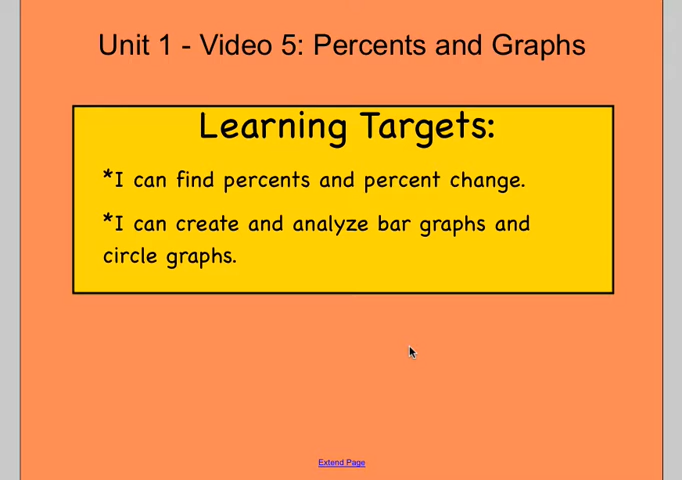 Unit 1 - Video 5: Percents and Graphs
Learning Targets:
*I can find percents and percent change.
*I can create and analyze bar graphs and
circle graphs.
Extend Page